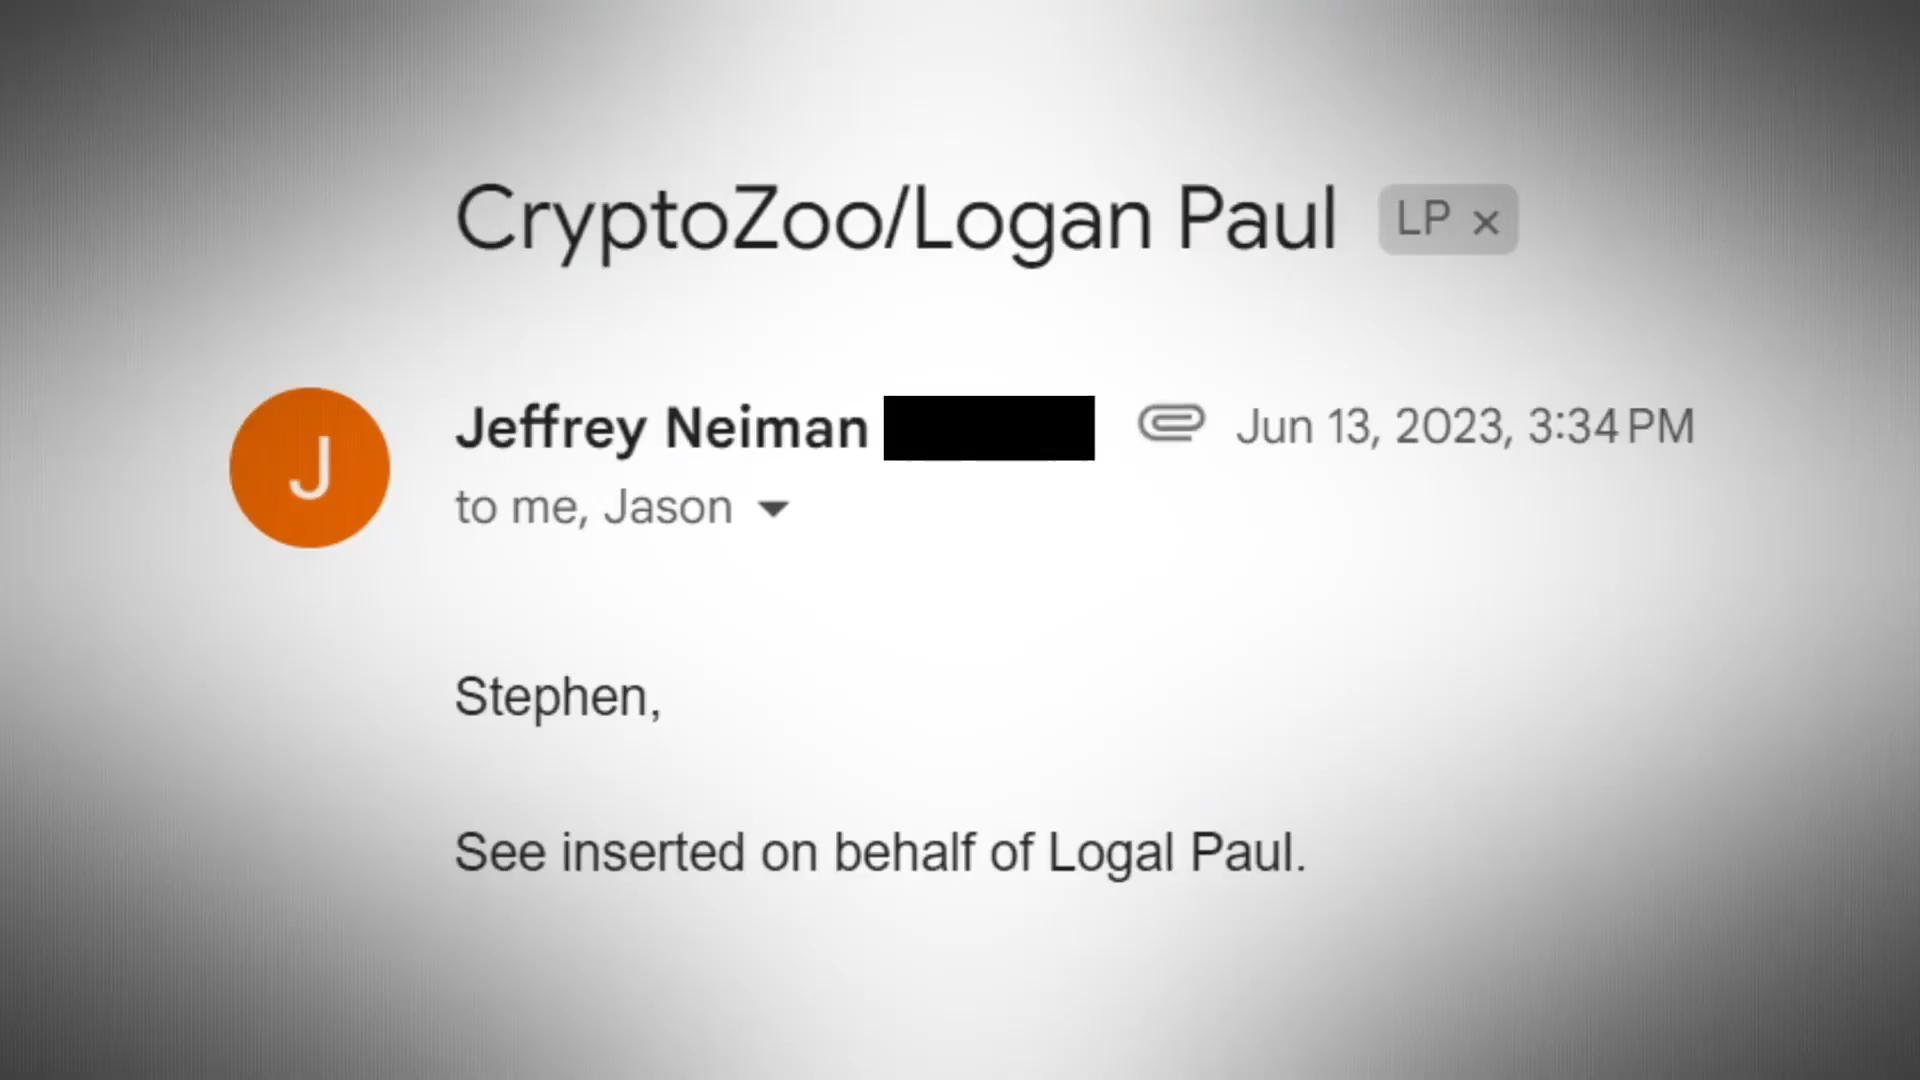 CryptoZoo/Logan Paul LP ×
J
Jeffrey Neiman Jun 13, 2023, 3:34 PM
to me, Jason
Stephen,
See inserted on behalf of Logal Paul.